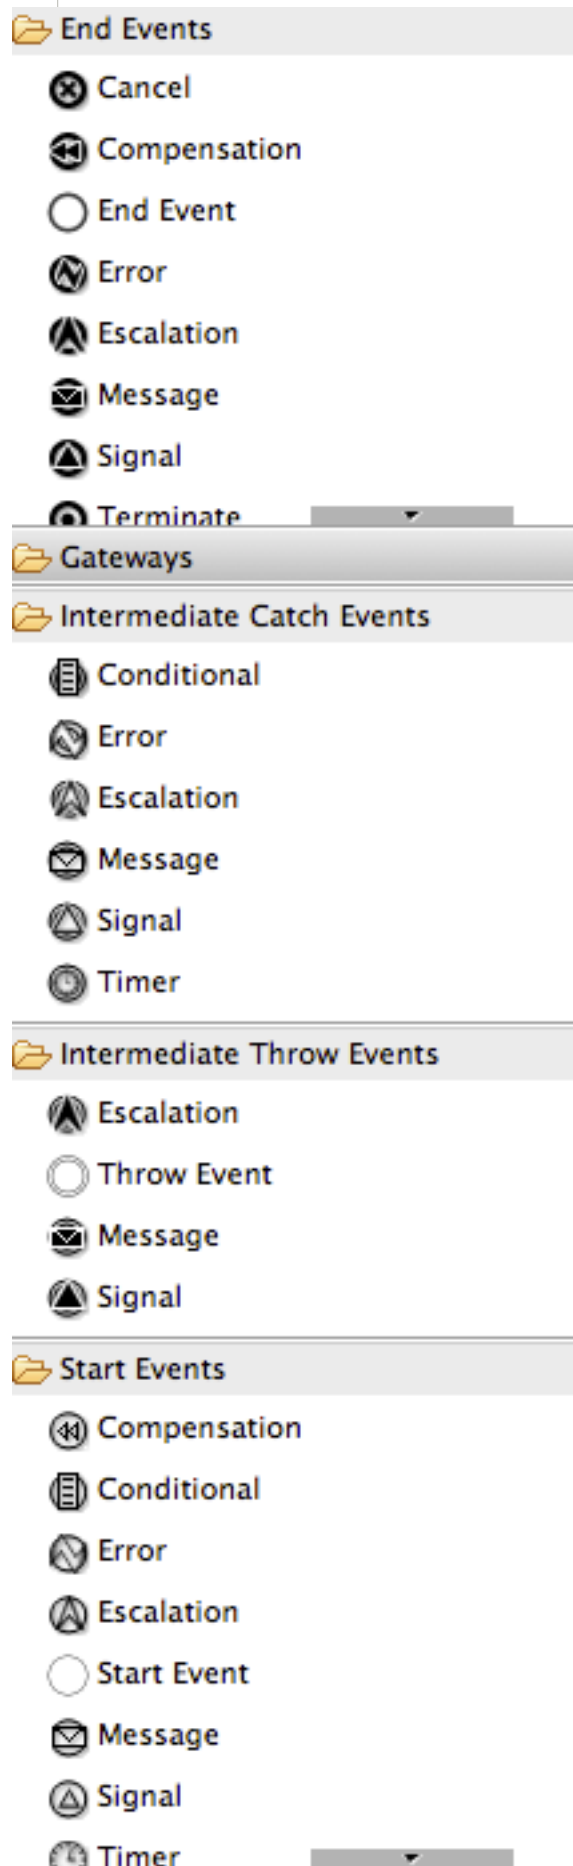 End Events
Cancel
Compensation
End Event
Error
Escalation
Message
Signal
Terminate
Gateways
Intermediate Catch Events
Conditional
Error
Escalation
Message
Signal
Timer
Intermediate Throw Events
Escalation
Throw Event
Message
Signal
Start Events
Compensation
Conditional
Error
Escalation
Start Event
Message
Signal
Timer